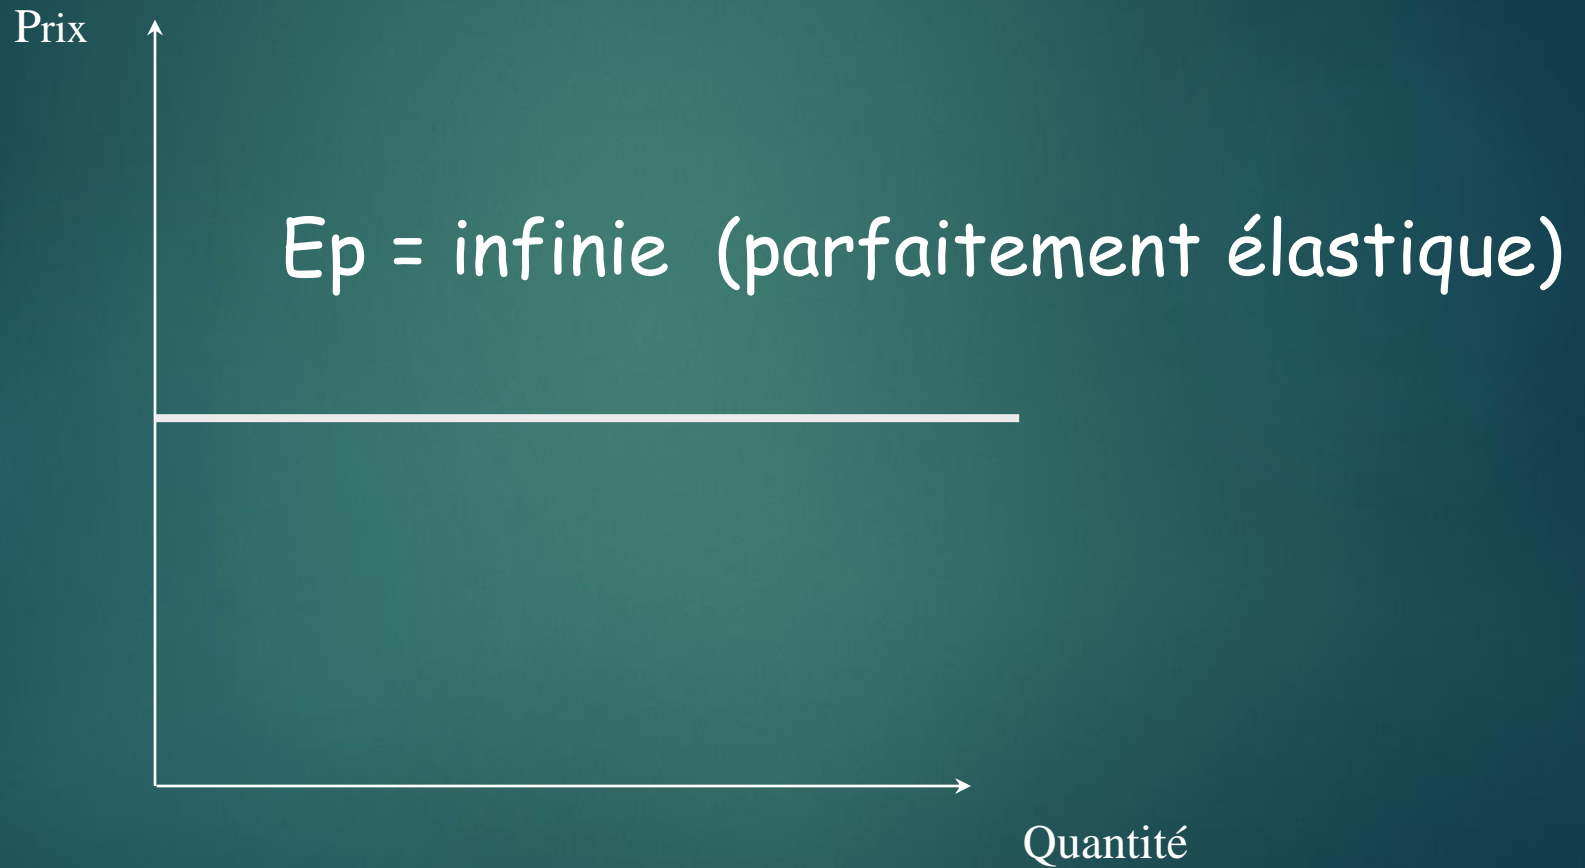 Prix
Ep = infinie (parfaitement élastique)
Quantité